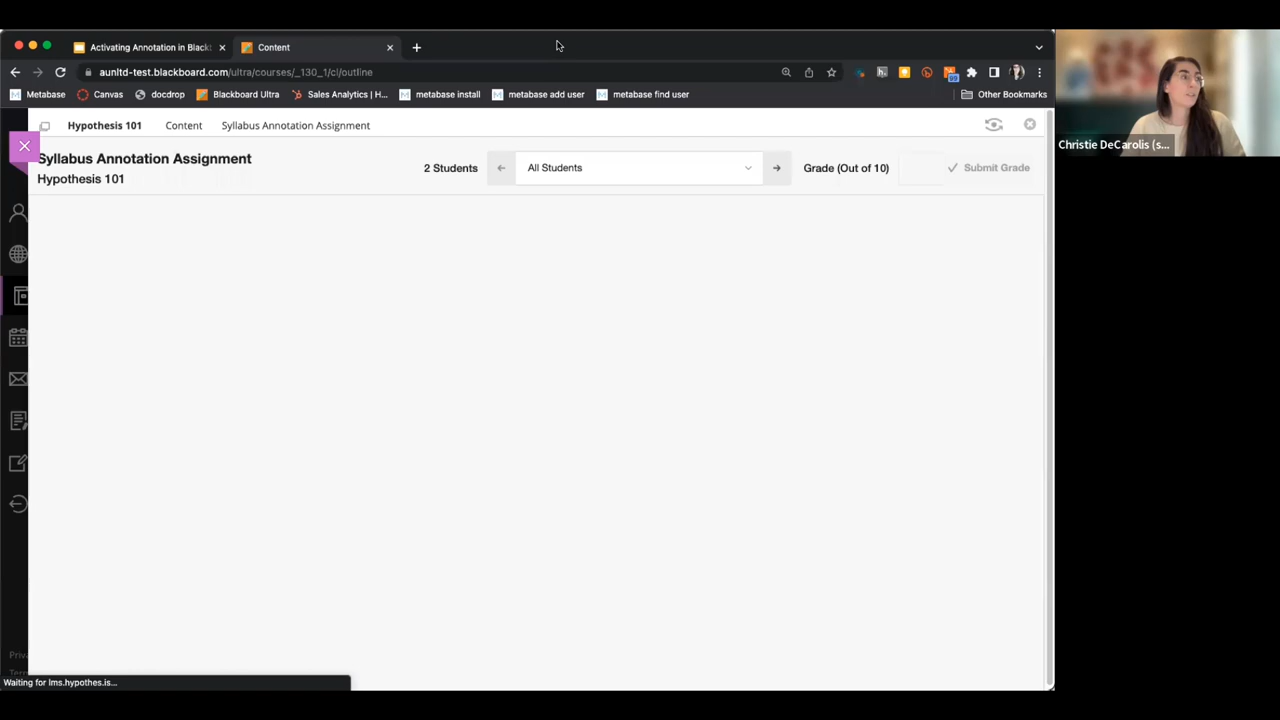 Activating Annotation in Blackb
Content
aunltd-test.blackboard.com/ultra/courses/_130_1/cl/outline
Metabase
Canvas
docdrop
Blackboard Ultra
Sales Analytics | H...
metabase install
metabase add user
metabase find user
Other Bookmarks
Hypothesis 101
Content
Syllabus Annotation Assignment
Syllabus Annotation Assignment
Hypothesis 101
2 Students
All Students
Grade (Out of 10)
Submit Grade
Christie DeCarolis (s...
Priva
Term
Waiting for lms.hypothes.is...